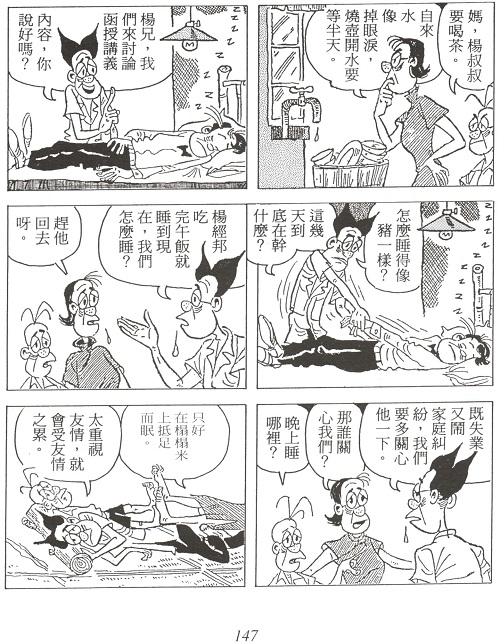 媽，楊叔叔
要喝茶。
自來
水
像
掉眼淚，
燒壺開水要
等半天。
楊兄，我
們來討論
函授講義
內容，你
說好嗎？
怎麼睡得像
豬一樣？
這幾
天到
底在幹
什麼？
楊經邦
吃
完午飯就
睡到現
在，我們
怎麼睡？
趕他
回去
呀。
既失業
又鬧
家庭糾
紛，我們
要多關心
他一下。
那誰關
心我們？
晚上睡
哪裡？
只好
在榻榻米
上抵足
而眠。
太重視
友情，就
會受友情
之累。
147